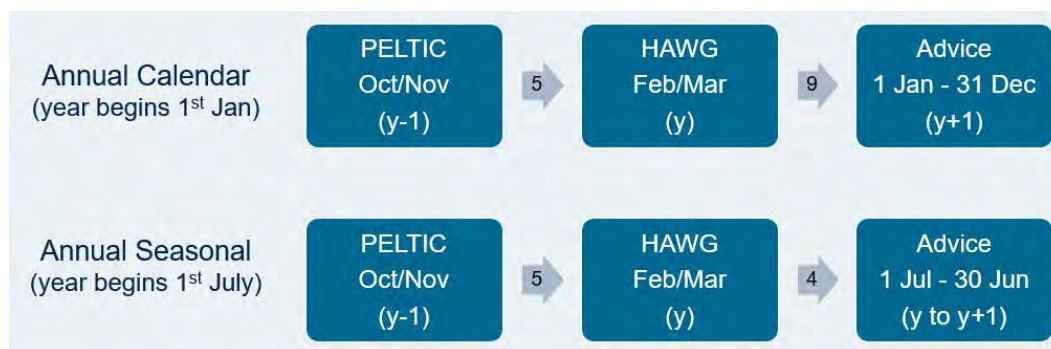 Annual Calendar
(year begins 1st Jan)
PELTIC
Oct/Nov
(y-1)
5
HAWG
Feb/Mar
(y)
9
Advice
1 Jan - 31 Dec
(y+1)
Annual Seasonal
(year begins 1st July)
PELTIC
Oct/Nov
(y-1)
5
HAWG
Feb/Mar
(y)
4
Advice
1 Jul - 30 Jun
(y to y+1)